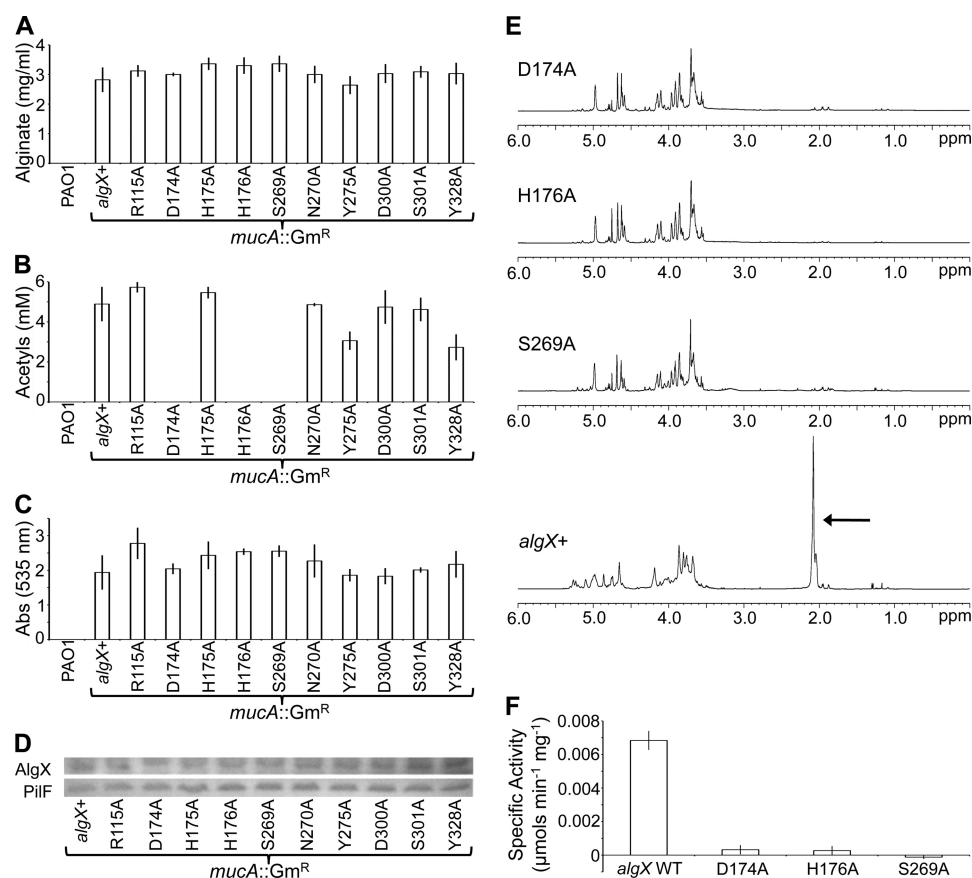 A
Alginate (mg/ml)
4
3
2
1
0
PAO1
algX+
R115A
D174A
H175A
H176A
S269A
N270A
Y275A
D300A
S301A
Y328A
mucA::Gm^R
B
Acetyls (mM)
6
4
2
0
PAO1
algX+
R115A
D174A
H175A
H176A
S269A
N270A
Y275A
D300A
S301A
Y328A
mucA::Gm^R
C
Abs (535 nm)
3
2
1
0
PAO1
algX+
R115A
D174A
H175A
H176A
S269A
N270A
Y275A
D300A
S301A
Y328A
mucA::Gm^R
D
AlgX
PilF
algX+
R115A
D174A
H175A
H176A
S269A
N270A
Y275A
D300A
S301A
Y328A
mucA::Gm^R
E
D174A
6.0 5.0 4.0 3.0 2.0 1.0 ppm
H176A
6.0 5.0 4.0 3.0 2.0 1.0 ppm
S269A
6.0 5.0 4.0 3.0 2.0 1.0 ppm
algX+
6.0 5.0 4.0 3.0 2.0 1.0 ppm
F
Specific Activity
(µmols min⁻¹ mg⁻¹)
0.008
0.006
0.004
0.002
0
algX WT D174A H176A S269A